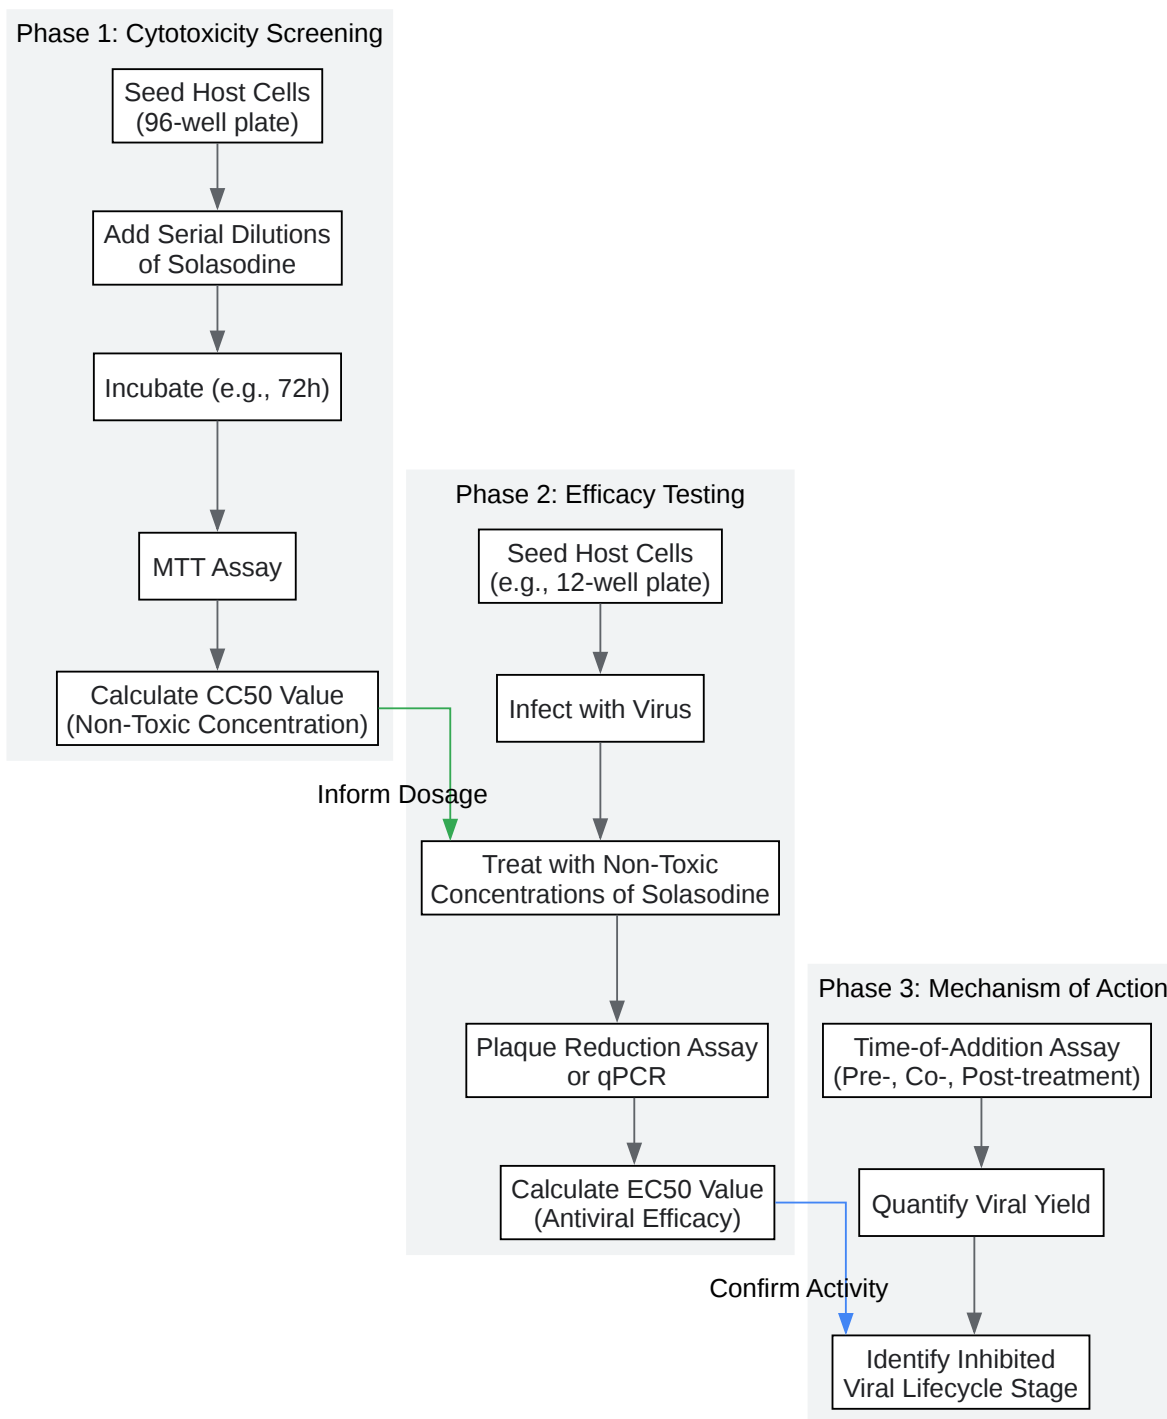 Phase 1: Cytotoxicity Screening
Seed Host Cells
(96-well plate)
Add Serial Dilutions
of Solasodine
Incubate (e.g., 72h)
MTT Assay
Calculate CC50 Value
(Non-Toxic Concentration)
Inform Dosage
Phase 2: Efficacy Testing
Seed Host Cells
(e.g., 12-well plate)
Infect with Virus
Treat with Non-Toxic
Concentrations of Solasodine
Plaque Reduction Assay
or qPCR
Calculate EC50 Value
(Antiviral Efficacy)
Confirm Activity
Phase 3: Mechanism of Action
Time-of-Addition Assay
(Pre-, Co-, Post-treatment)
Quantify Viral Yield
Identify Inhibited
Viral Lifecycle Stage